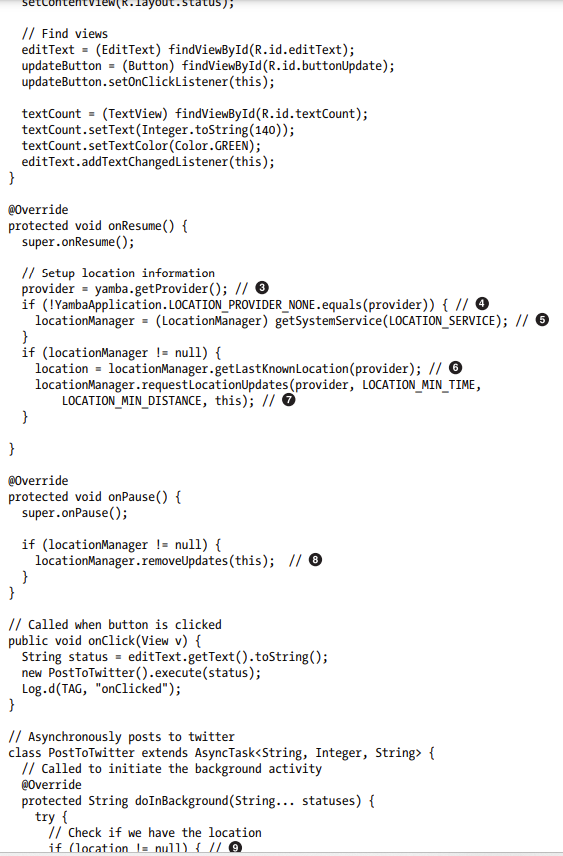 setContentView(R.layout.status);
// Find views
editText = (EditText) findViewById(R.id.editText);
updateButton = (Button) findViewById(R.id.buttonUpdate);
updateButton.setOnClickListener(this);
textCount = (TextView) findViewById(R.id.textCount);
textCount.setText(Integer.toString(140));
textCount.setTextColor(Color.GREEN);
editText.addTextChangedListener(this);
}
@Override
protected void onResume() {
super.onResume();
// Setup location information
provider = yamba.getProvider(); // ❸
if (!YambaApplication.LOCATION_PROVIDER_NONE.equals(provider)) { // ❹
locationManager = (LocationManager) getSystemService(LOCATION_SERVICE); // ❺
}
if (locationManager != null) {
location = locationManager.getLastKnownLocation(provider); // ❻
locationManager.requestLocationUpdates(provider, LOCATION_MIN_TIME,
LOCATION_MIN_DISTANCE, this); // ❼
}
}
@Override
protected void onPause() {
super.onPause();
if (locationManager != null) {
locationManager.removeUpdates(this);  // ❽
}
}
// Called when button is clicked
public void onClick(View v) {
String status = editText.getText().toString();
new PostToTwitter().execute(status);
Log.d(TAG, "onClicked");
}
// Asynchronously posts to twitter
class PostToTwitter extends AsyncTask<String, Integer, String> {
// Called to initiate the background activity
@Override
protected String doInBackground(String... statuses) {
try {
// Check if we have the location
if (location != null) { // ❾